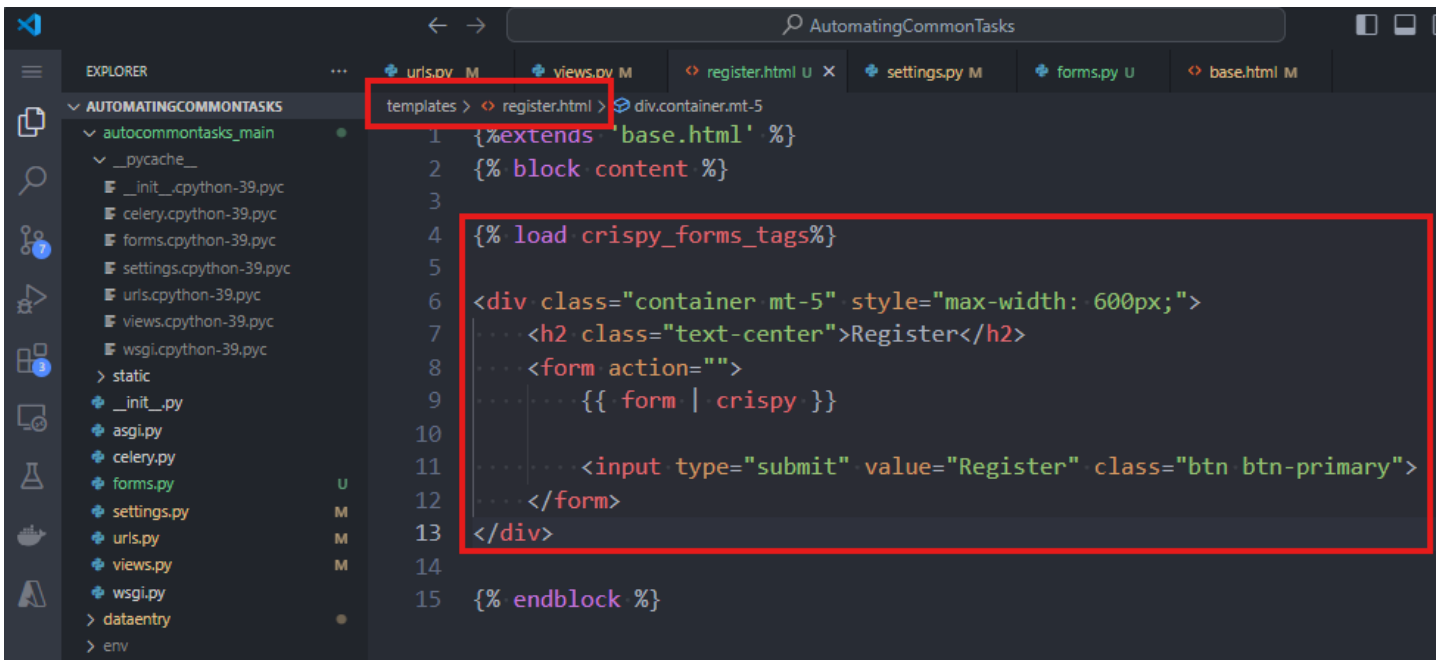 AutomatingCommonTasks
EXPLORER ...
urls.py M views.py M register.html U settings.py M forms.py U base.html M
AUTOMATINGCOMMONTASKS
templates > register.html > div.container.mt-5
autocommontasks_main
__pycache__
__init__.cpython-39.pyc
celery.cpython-39.pyc
forms.cpython-39.pyc
settings.cpython-39.pyc
urls.cpython-39.pyc
views.cpython-39.pyc
wsgi.cpython-39.pyc
static
__init__.py
asgi.py
celery.py
forms.py U
settings.py M
urls.py M
views.py M
wsgi.py
dataentry
env
7
3
1 {%extends 'base.html' %}
2 {% block content %}
3
4 {% load crispy_forms_tags%}
5
6 <div class="container mt-5" style="max-width: 600px;">
7 <h2 class="text-center">Register</h2>
8 <form action="">
9 {{ form | crispy }}
10
11 <input type="submit" value="Register" class="btn btn-primary">
12 </form>
13 </div>
14
15 {% endblock %}